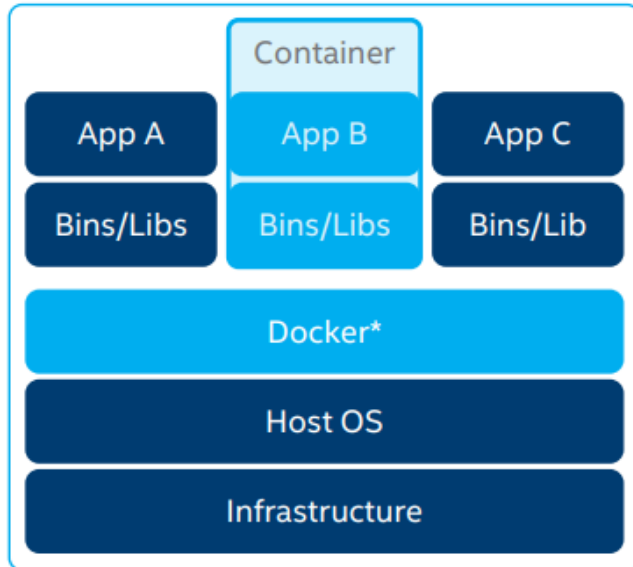 Container
App A
App B
App C
Bins/Libs
Bins/Libs
Bins/Lib
Docker*
Host OS
Infrastructure